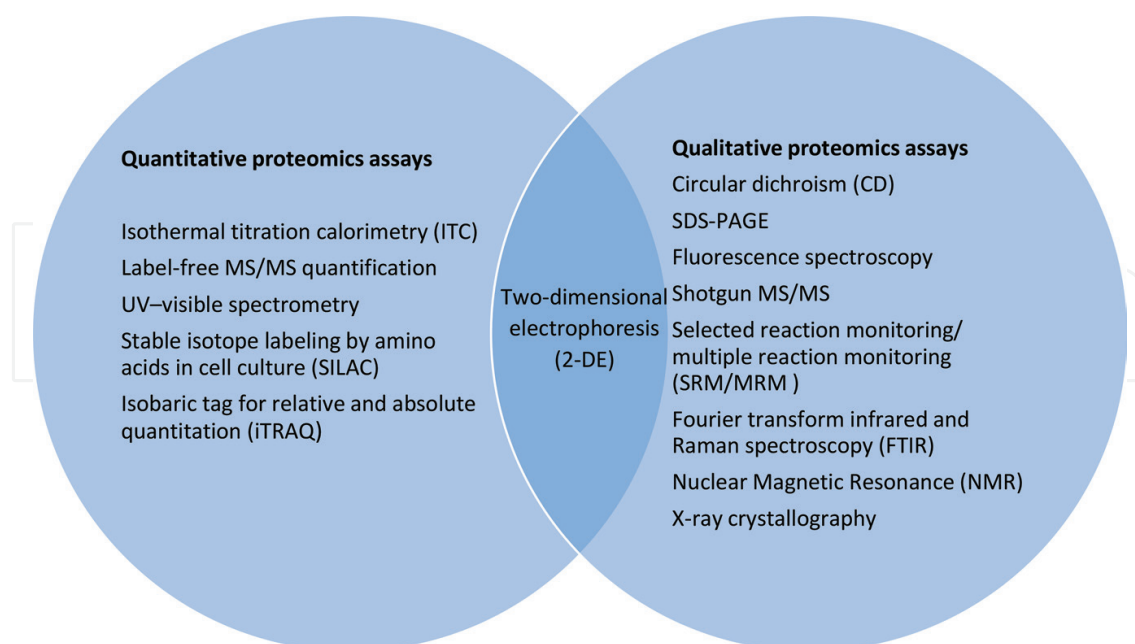 Quantitative proteomics assays
Isothermal titration calorimetry (ITC)
Label-free MS/MS quantification
UV–visible spectrometry
Stable isotope labeling by amino
acids in cell culture (SILAC)
Isobaric tag for relative and absolute
quantitation (iTRAQ)
Two-dimensional
electrophoresis
(2-DE)
Qualitative proteomics assays
Circular dichroism (CD)
SDS-PAGE
Fluorescence spectroscopy
Shotgun MS/MS
Selected reaction monitoring/
multiple reaction monitoring
(SRM/MRM )
Fourier transform infrared and
Raman spectroscopy (FTIR)
Nuclear Magnetic Resonance (NMR)
X-ray crystallography